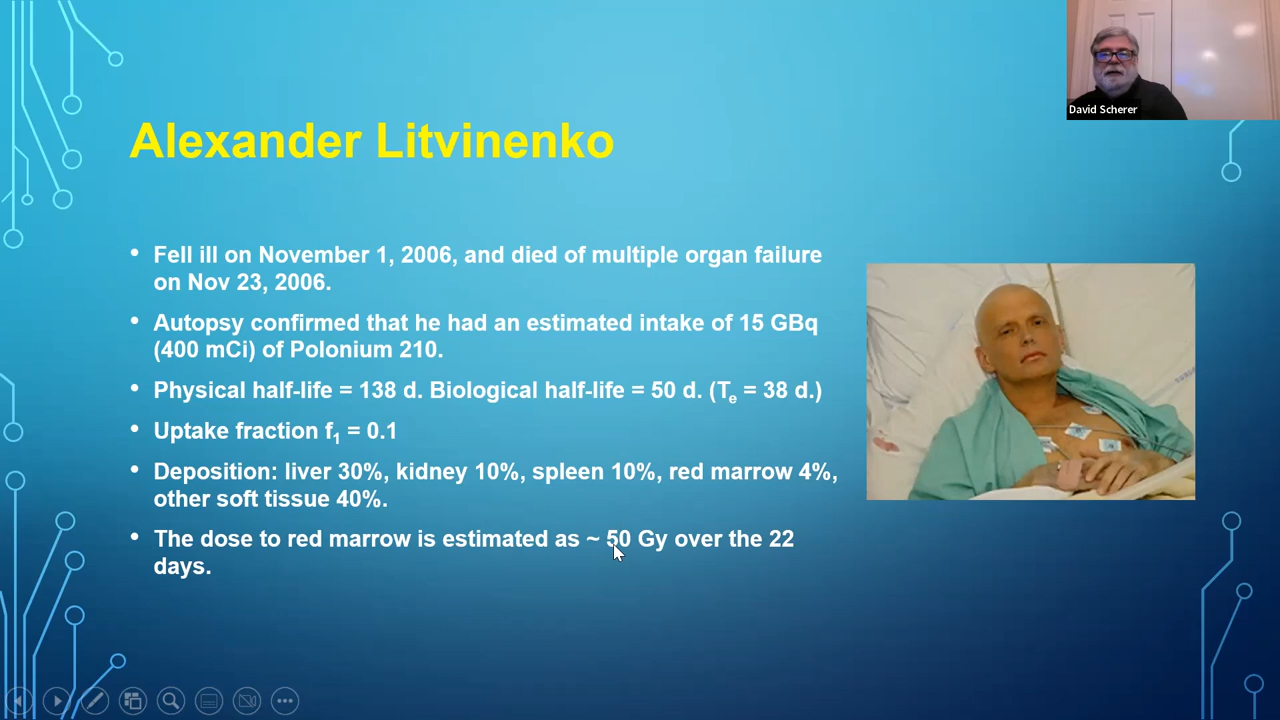 David Scherer
Alexander Litvinenko
• Fell ill on November 1, 2006, and died of multiple organ failure
on Nov 23, 2006.
• Autopsy confirmed that he had an estimated intake of 15 GBq
(400 mCi) of Polonium 210.
• Physical half-life = 138 d. Biological half-life = 50 d. (Te = 38 d.)
• Uptake fraction f1 = 0.1
• Deposition: liver 30%, kidney 10%, spleen 10%, red marrow 4%,
other soft tissue 40%.
• The dose to red marrow is estimated as ~ 50 Gy over the 22
days.